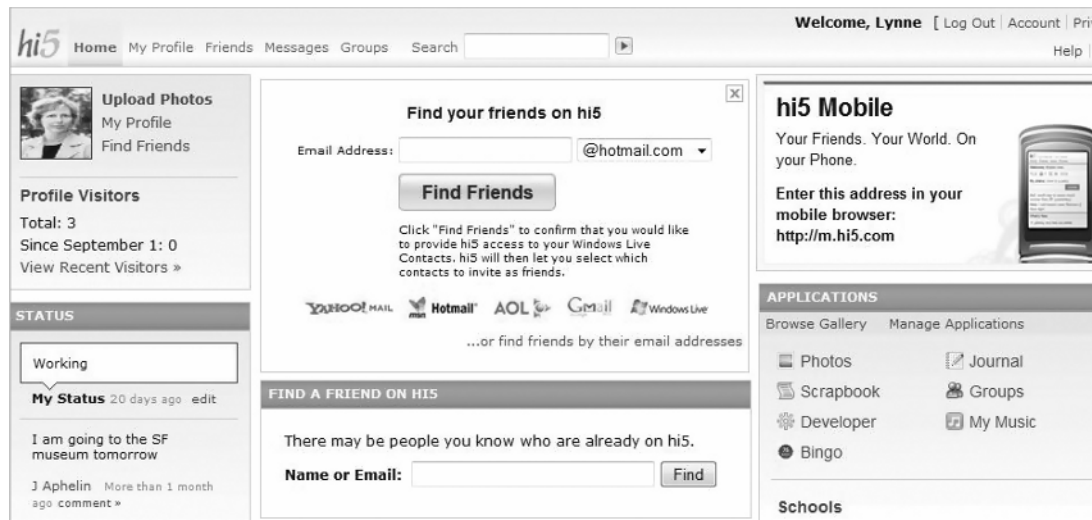 Welcome, Lynne [ Log Out | Account | Pri
hi5 Home My Profile Friends Messages Groups Search
Help |
Upload Photos
My Profile
Find Friends
Profile Visitors
Total: 3
Since September 1: 0
View Recent Visitors »
STATUS
Working
My Status 20 days ago edit
I am going to the SF
museum tomorrow
J Aphelin More than 1 month
ago comment »
Find your friends on hi5
Email Address: @hotmail.com
Find Friends
Click "Find Friends" to confirm that you would like
to provide hi5 access to your Windows Live
Contacts. hi5 will then let you select which
contacts to invite as friends.
YAHOO! MAIL msn Hotmail AOL Gmail Windows Live
...or find friends by their email addresses
FIND A FRIEND ON HI5
There may be people you know who are already on hi5.
Name or Email: Find
hi5 Mobile
Your Friends. Your World. On
your Phone.
Enter this address in your
mobile browser:
http://m.hi5.com
APPLICATIONS
Browse Gallery Manage Applications
Photos Journal
Scrapbook Groups
Developer My Music
Bingo
Schools